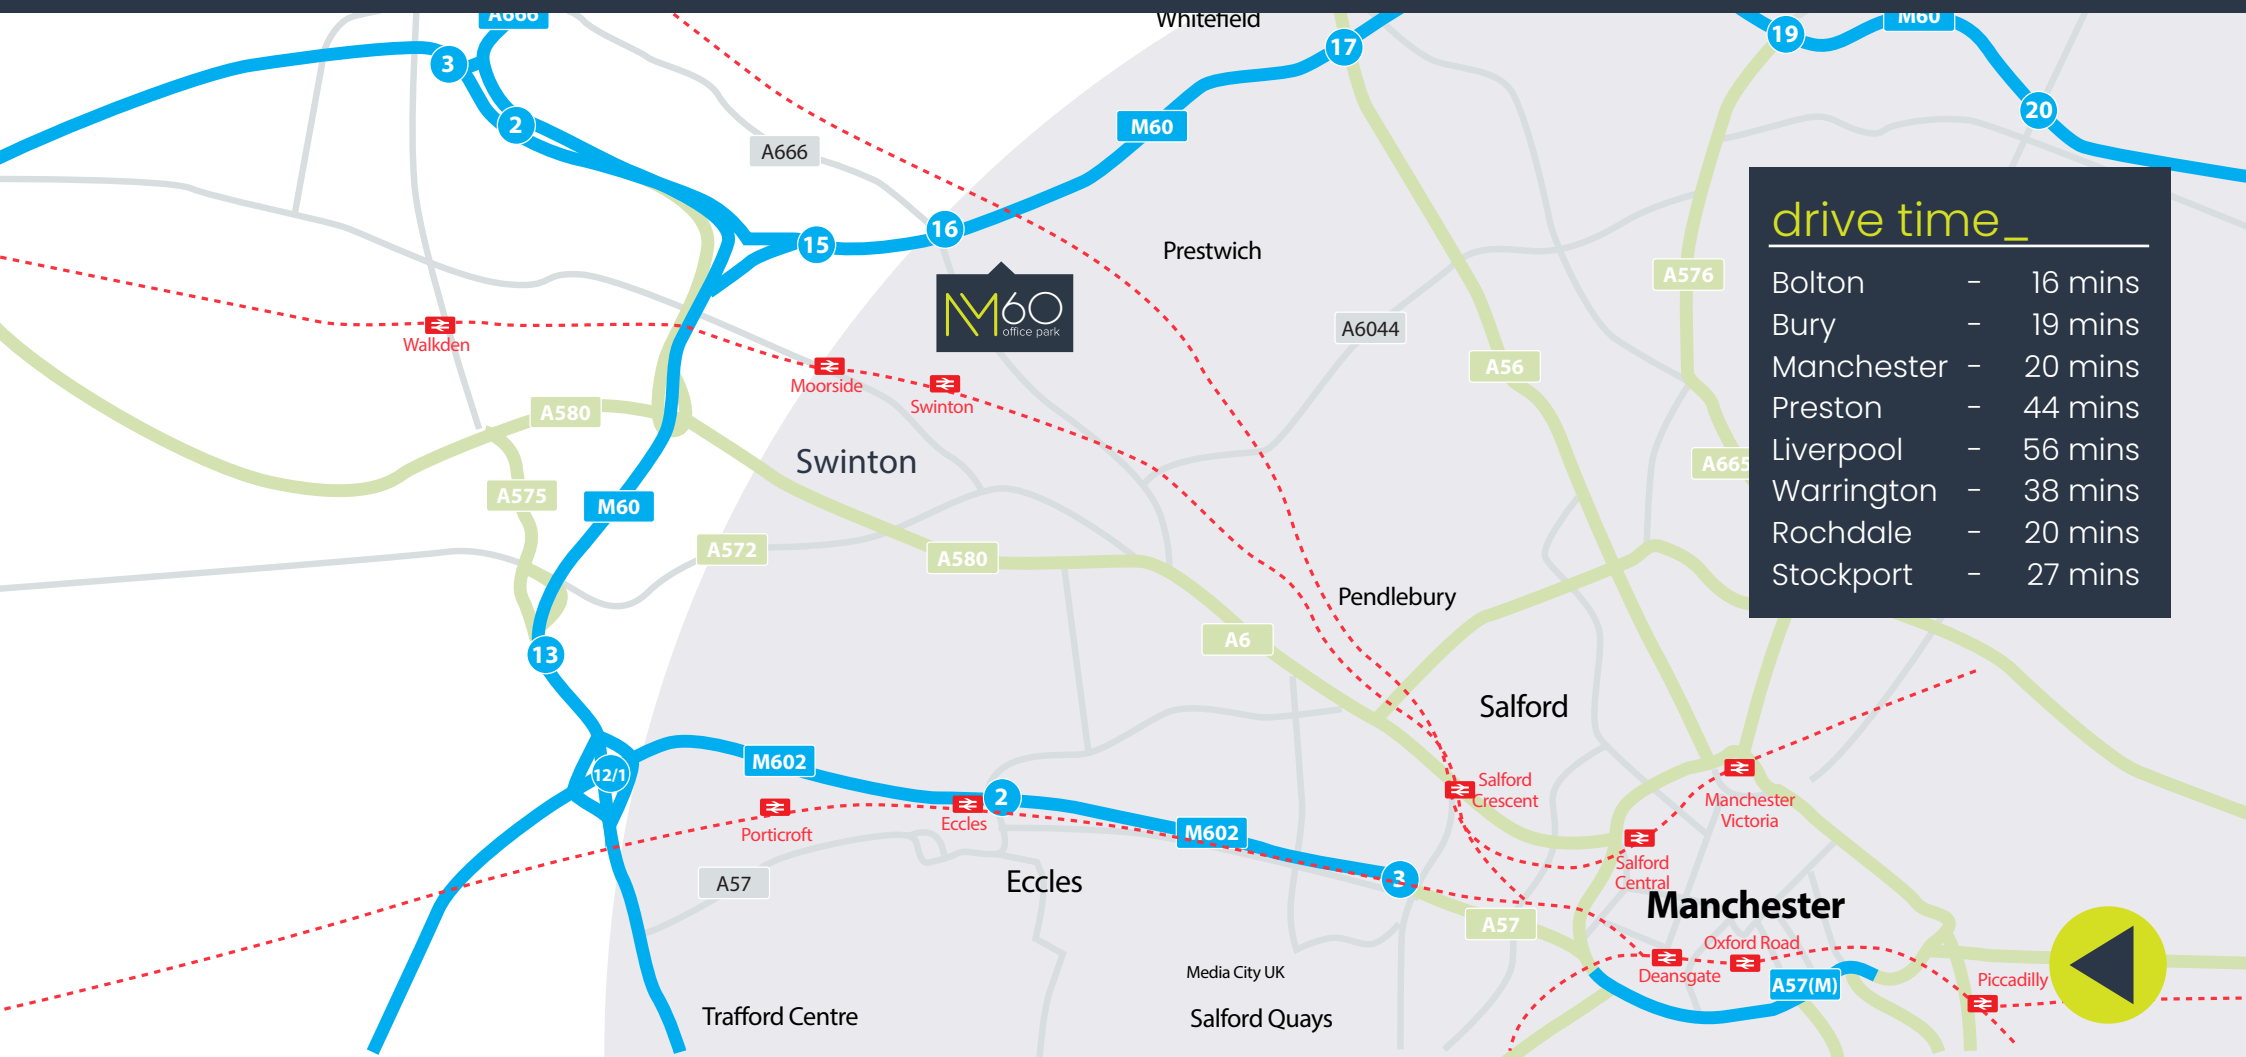 A666
Whitefield
17
19
M60
3
2
20
M60
A666
16
15
Prestwich
NM60
office park
drive time_
Bolton - 16 mins
Bury - 19 mins
Manchester - 20 mins
Preston - 44 mins
Liverpool - 56 mins
Warrington - 38 mins
Rochdale - 20 mins
Stockport - 27 mins
A576
A6044
A56
A665
Walkden
Moorside
Swinton
A580
Swinton
A575
M60
A572
A580
Pendlebury
A6
13
Salford
M602
12/1
2
Porticroft
Eccles
M602
Salford
Crescent
Manchester
Victoria
Salford
Central
A57
Eccles
3
Manchester
A57
Oxford Road
Deansgate
A57(M)
Piccadilly
Media City UK
Trafford Centre
Salford Quays